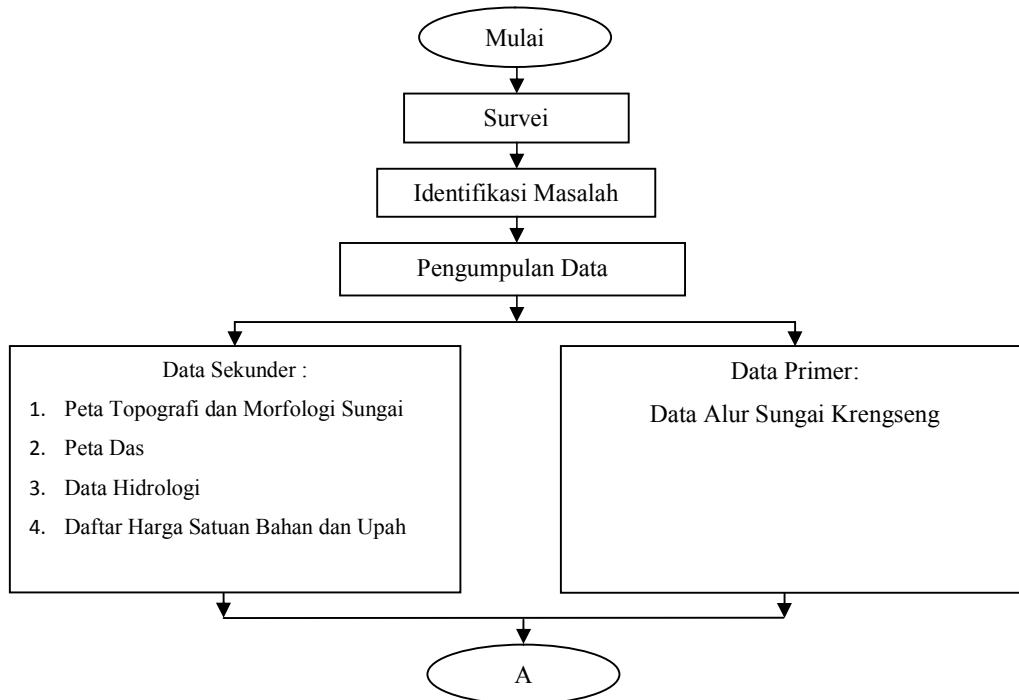 Mulai
Survei
Identifikasi Masalah
Pengumpulan Data
Data Sekunder :
1. Peta Topografi dan Morfologi Sungai
2. Peta Das
3. Data Hidrologi
4. Daftar Harga Satuan Bahan dan Upah
Data Primer:
Data Alur Sungai Krengseng
A